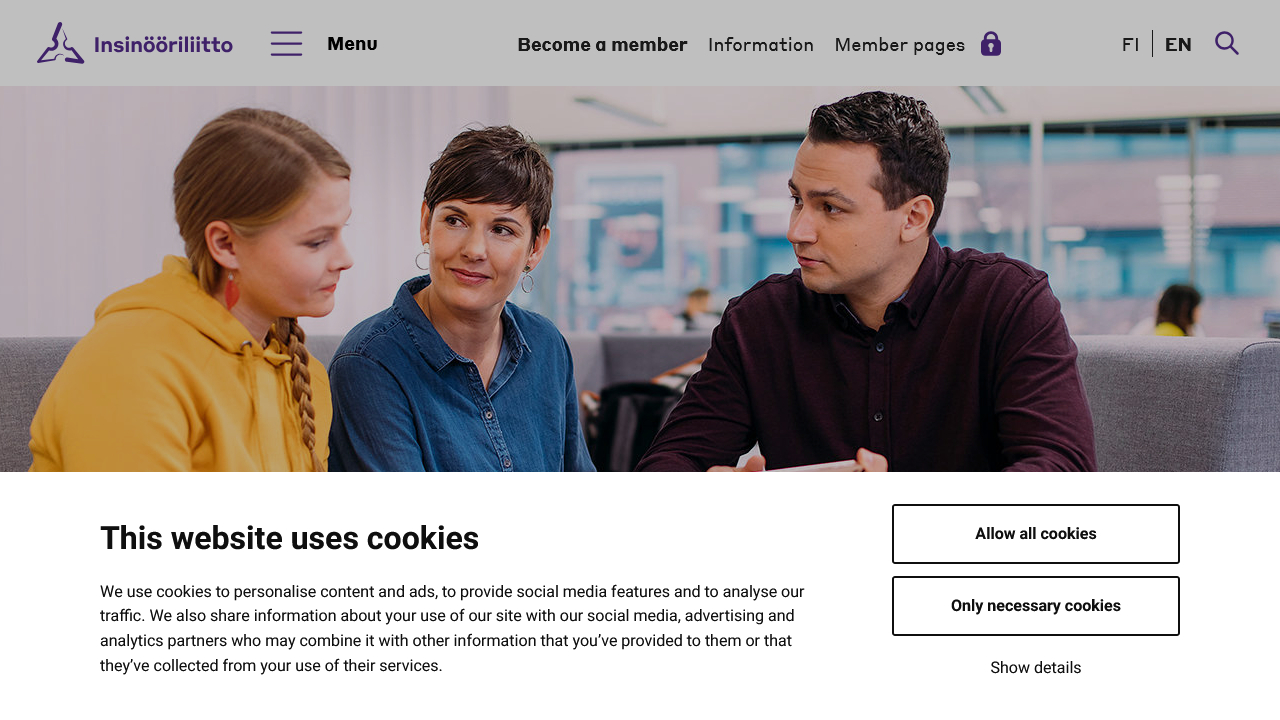 Insinööriliitto
Menu
Become a member
Information
Member pages
FI
EN
This website uses cookies
We use cookies to personalise content and ads, to provide social media features and to analyse our
traffic. We also share information about your use of our site with our social media, advertising and
analytics partners who may combine it with other information that you’ve provided to them or that
they’ve collected from your use of their services.
Allow all cookies
Only necessary cookies
Show details